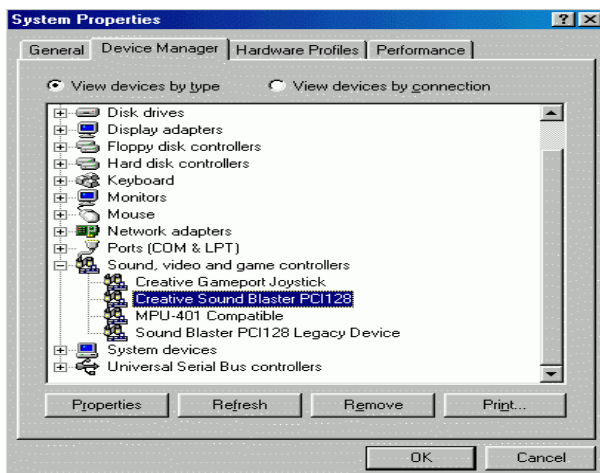 System Properties
General Device Manager Hardware Profiles Performance
View devices by type View devices by connection
Disk drives
Display adapters
Floppy disk controllers
Hard disk controllers
Keyboard
Monitors
Mouse
Network adapters
Ports (COM & LPT)
Sound, video and game controllers
Creative Gameport Joystick
Creative Sound Blaster PCI128
MPU-401 Compatible
Sound Blaster PCI128 Legacy Device
System devices
Universal Serial Bus controllers
Properties Refresh Remove Print...
OK Cancel